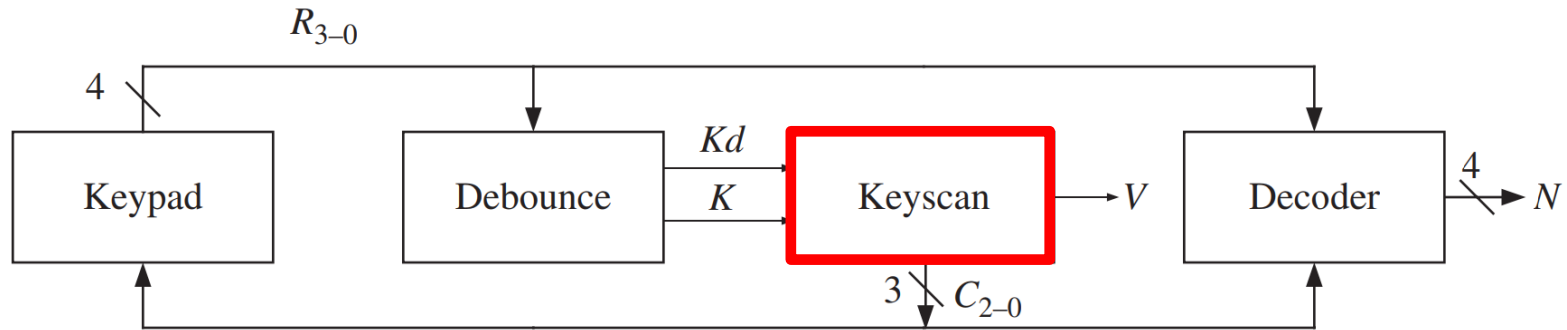 R3–0
4
Keypad
Debounce
Kd
K
Keyscan
V
Decoder
4
N
3
C2–0